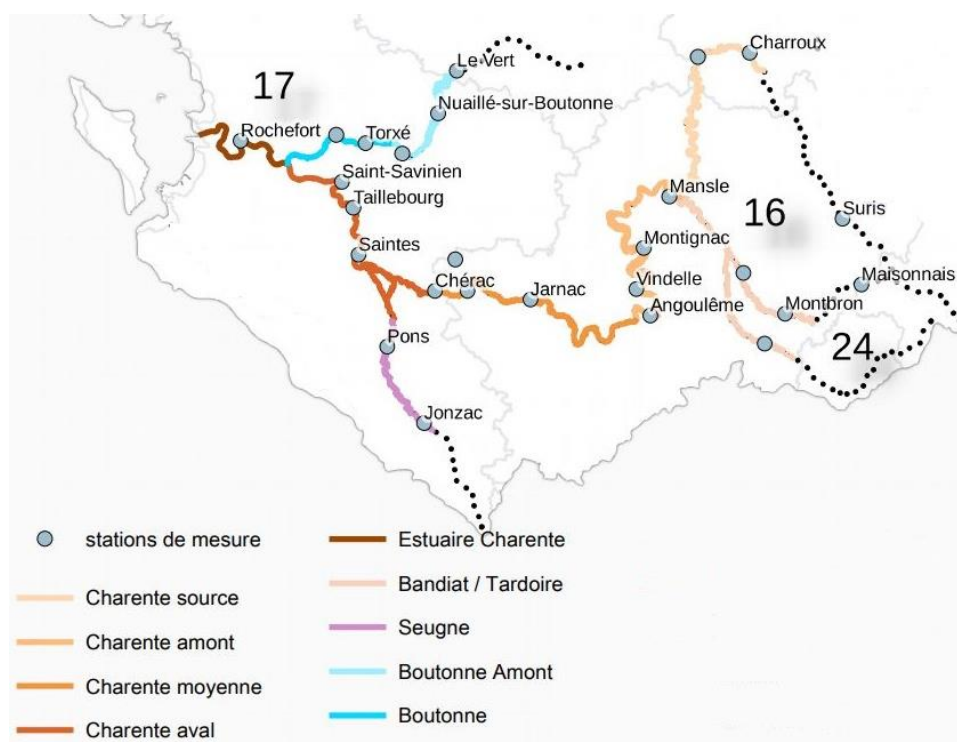 Charroux
Le Vert
17
Nuaillé-sur-Boutonne
Rochefort
Torxé
Saint-Savinien
Mansle
Taillebourg
16
Suris
Saintes
Montignac
Maisonnais
Chérac
Jarnac
Vindelle
Montbron
Angoulême
Pons
24
Jonzac
stations de mesure
Charente source
Charente amont
Charente moyenne
Charente aval
Estuaire Charente
Bandiat / Tardoire
Seugne
Boutonne Amont
Boutonne